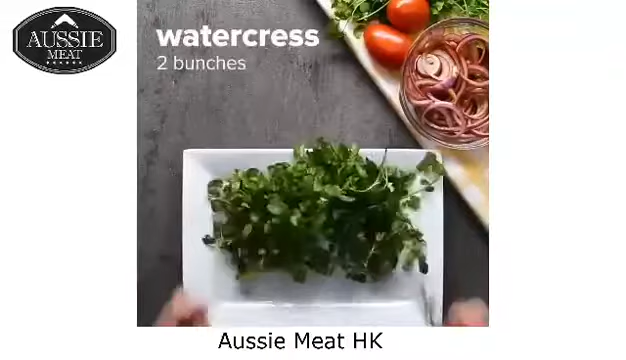 AUSSIE
MEAT
watercress
2 bunches
Aussie Meat HK